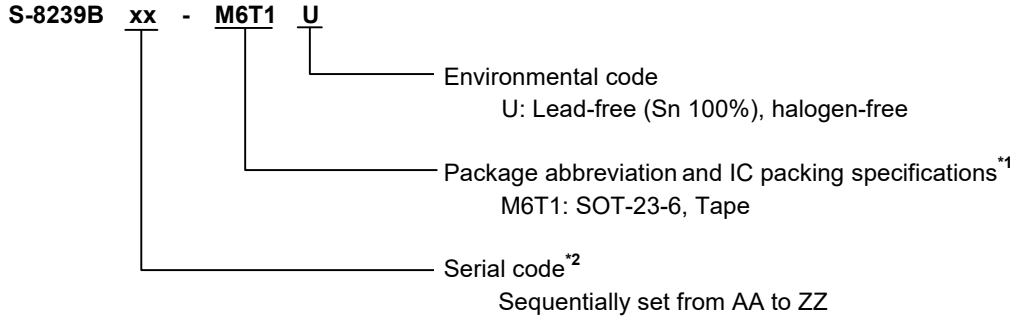 S-8239B xx - M6T1 U
Environmental code
U: Lead-free (Sn 100%), halogen-free
Package abbreviation and IC packing specifications*1
M6T1: SOT-23-6, Tape
Serial code*2
Sequentially set from AA to ZZ